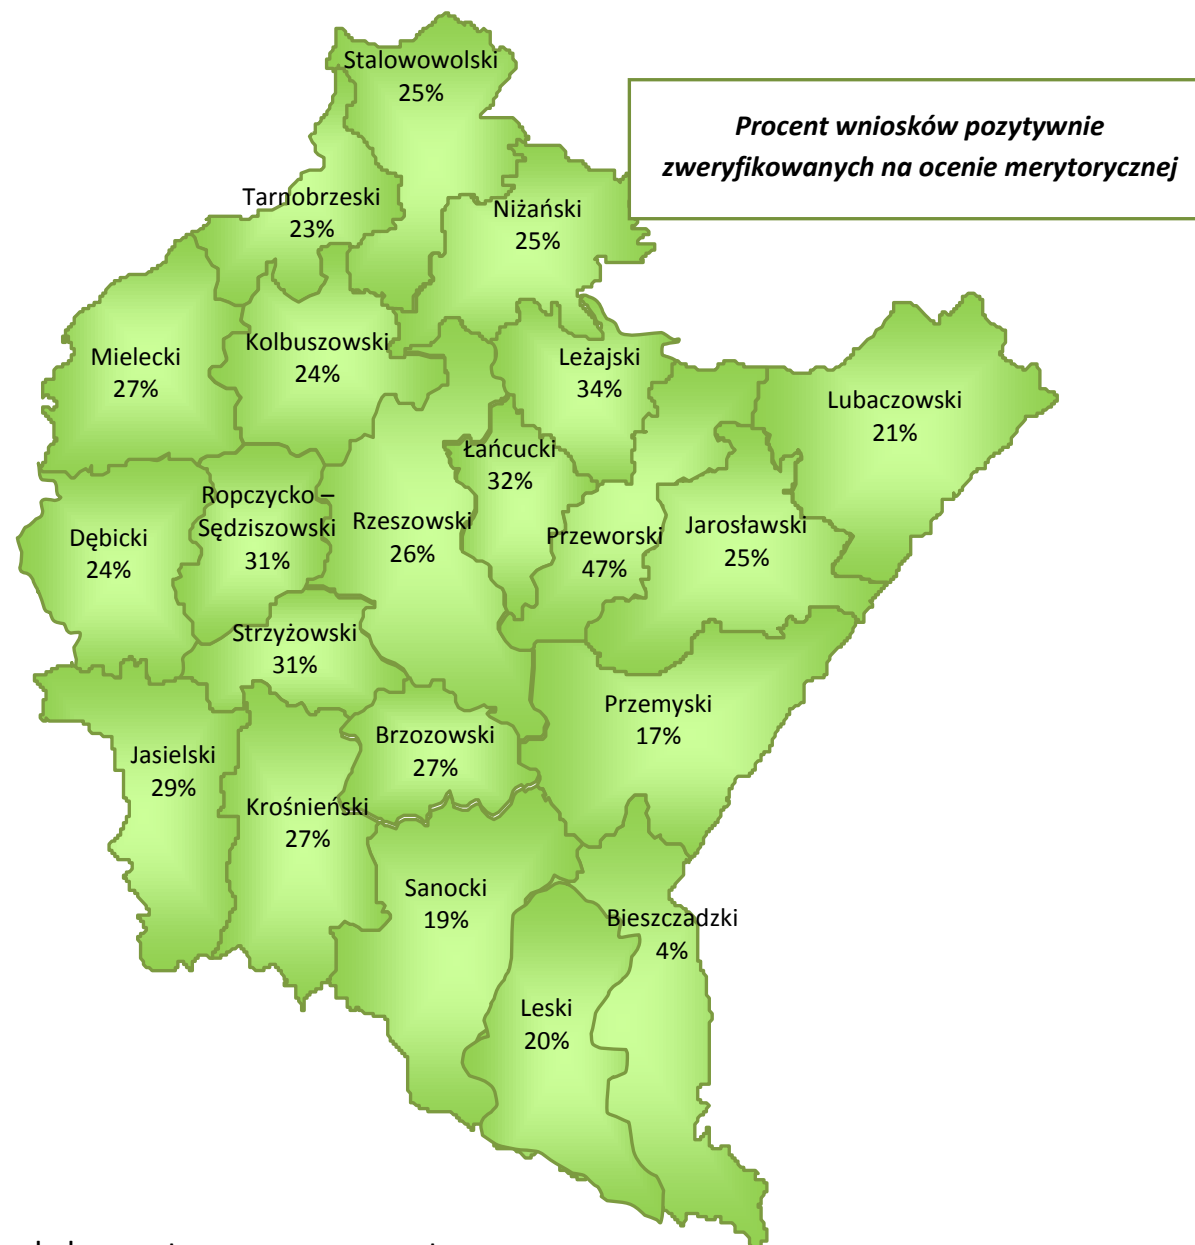 Stalowowolski
25%
Procent wniosków pozytywnie
zweryfikowanych na ocenie merytorycznej
Tarnobrzeski
23%
Niżański
25%
Mielecki
27%
Kolbuszowski
24%
Leżajski
34%
Lubaczowski
21%
Łańcucki
32%
Ropczycko –
Sędziszowski
31%
Rzeszowski
26%
Dębicki
24%
Przeworski
47%
Jarosławski
25%
Strzyżowski
31%
Przemyski
17%
Brzozowski
27%
Jasielski
29%
Krośnieński
27%
Sanocki
19%
Bieszczadzki
4%
Leski
20%